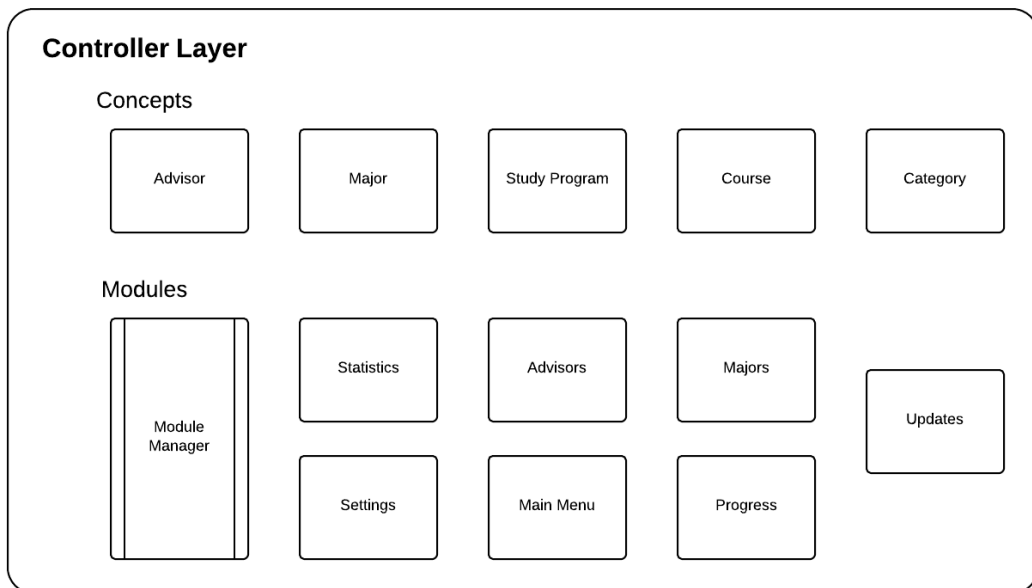 Controller Layer
Concepts
Advisor
Major
Study Program
Course
Category
Modules
Module
Manager
Statistics
Advisors
Majors
Updates
Settings
Main Menu
Progress